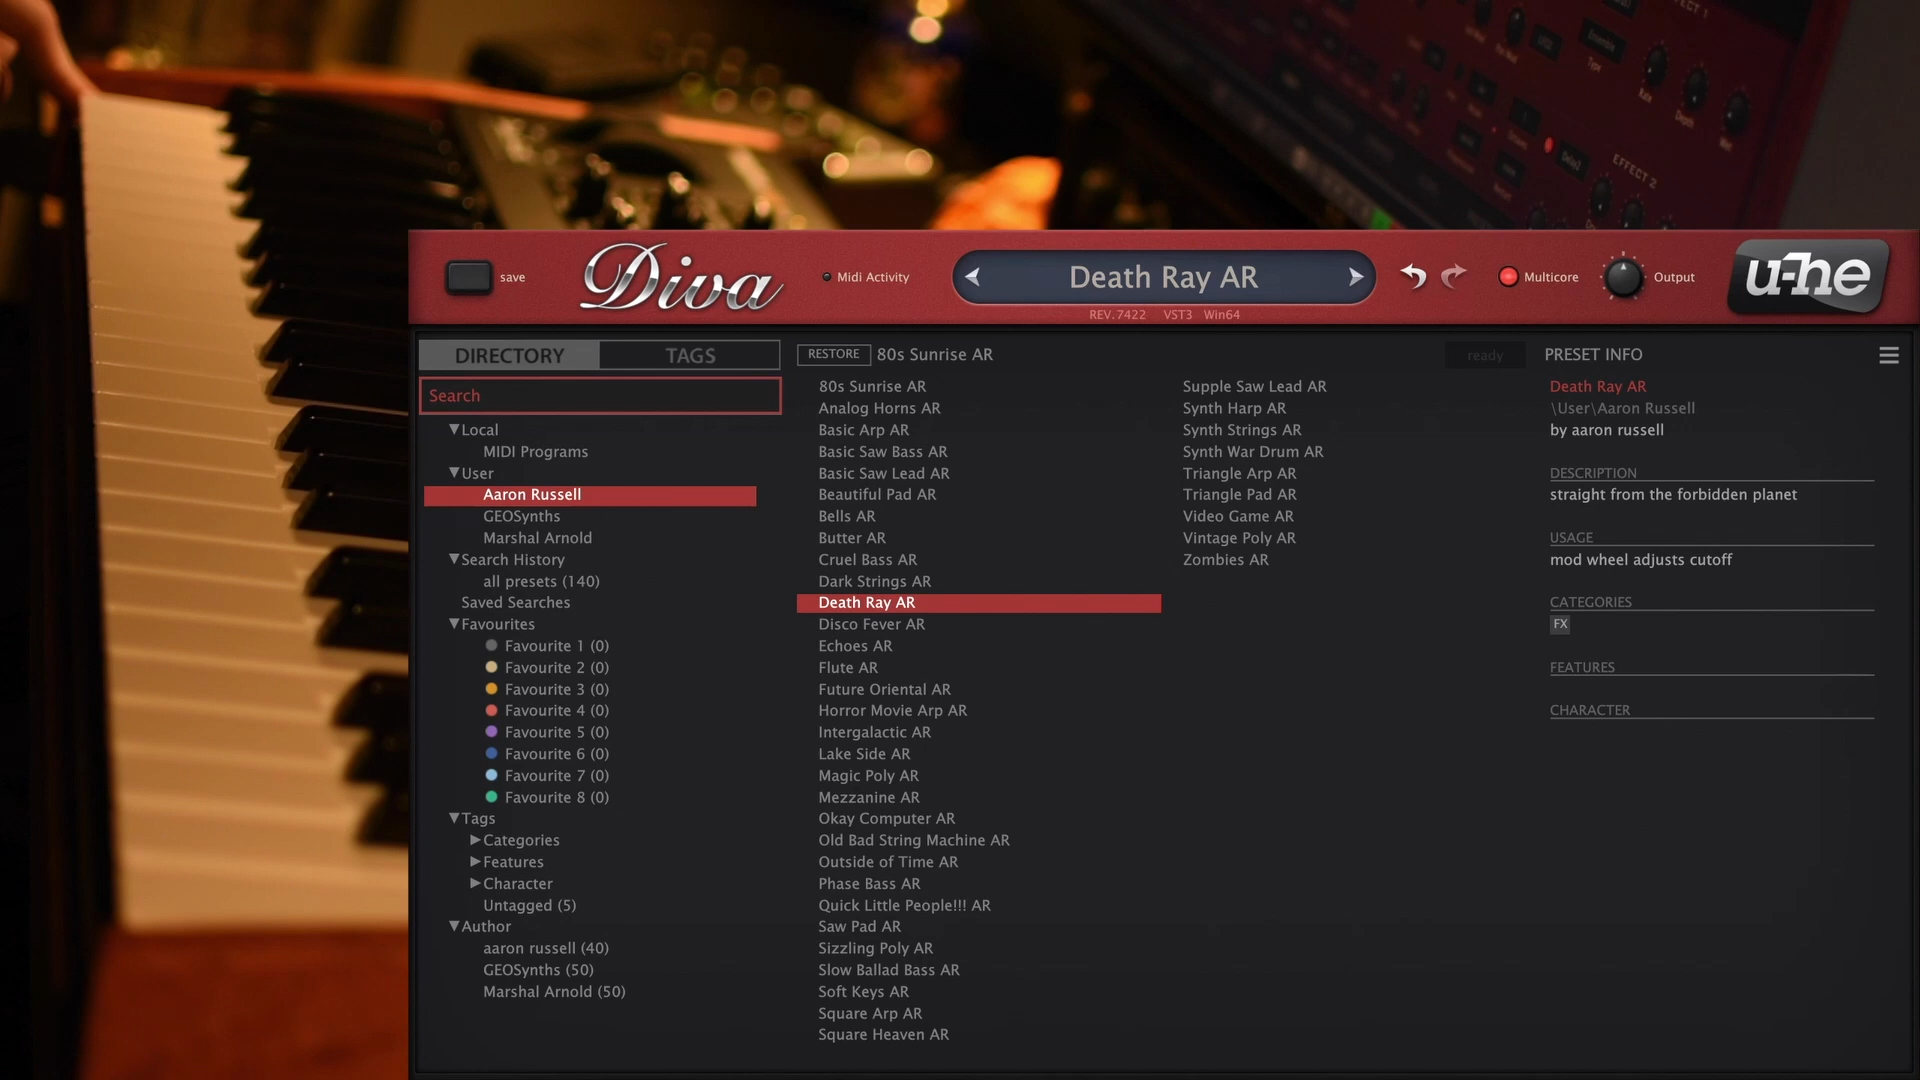 EFFECT 1
Ensemble
Type
Rate
Depth
Wet
EFFECT 2
save
Diva
Midi Activity
Death Ray AR
Multicore
Output
u-he
REV.7422 VST3 Win64
DIRECTORY
TAGS
Search
Local
MIDI Programs
User
Aaron Russell
GEOSynths
Marshal Arnold
Search History
all presets (140)
Saved Searches
Favourites
Favourite 1 (0)
Favourite 2 (0)
Favourite 3 (0)
Favourite 4 (0)
Favourite 5 (0)
Favourite 6 (0)
Favourite 7 (0)
Favourite 8 (0)
Tags
Categories
Features
Character
Untagged (5)
Author
aaron russell (40)
GEOSynths (50)
Marshal Arnold (50)
RESTORE 80s Sunrise AR
ready
80s Sunrise AR
Analog Horns AR
Basic Arp AR
Basic Saw Bass AR
Basic Saw Lead AR
Beautiful Pad AR
Bells AR
Butter AR
Cruel Bass AR
Dark Strings AR
Death Ray AR
Disco Fever AR
Echoes AR
Flute AR
Future Oriental AR
Horror Movie Arp AR
Intergalactic AR
Lake Side AR
Magic Poly AR
Mezzanine AR
Okay Computer AR
Old Bad String Machine AR
Outside of Time AR
Phase Bass AR
Quick Little People!!! AR
Saw Pad AR
Sizzling Poly AR
Slow Ballad Bass AR
Soft Keys AR
Square Arp AR
Square Heaven AR
Supple Saw Lead AR
Synth Harp AR
Synth Strings AR
Synth War Drum AR
Triangle Arp AR
Triangle Pad AR
Video Game AR
Vintage Poly AR
Zombies AR
PRESET INFO
Death Ray AR
\User\Aaron Russell
by aaron russell
DESCRIPTION
straight from the forbidden planet
USAGE
mod wheel adjusts cutoff
CATEGORIES
FX
FEATURES
CHARACTER